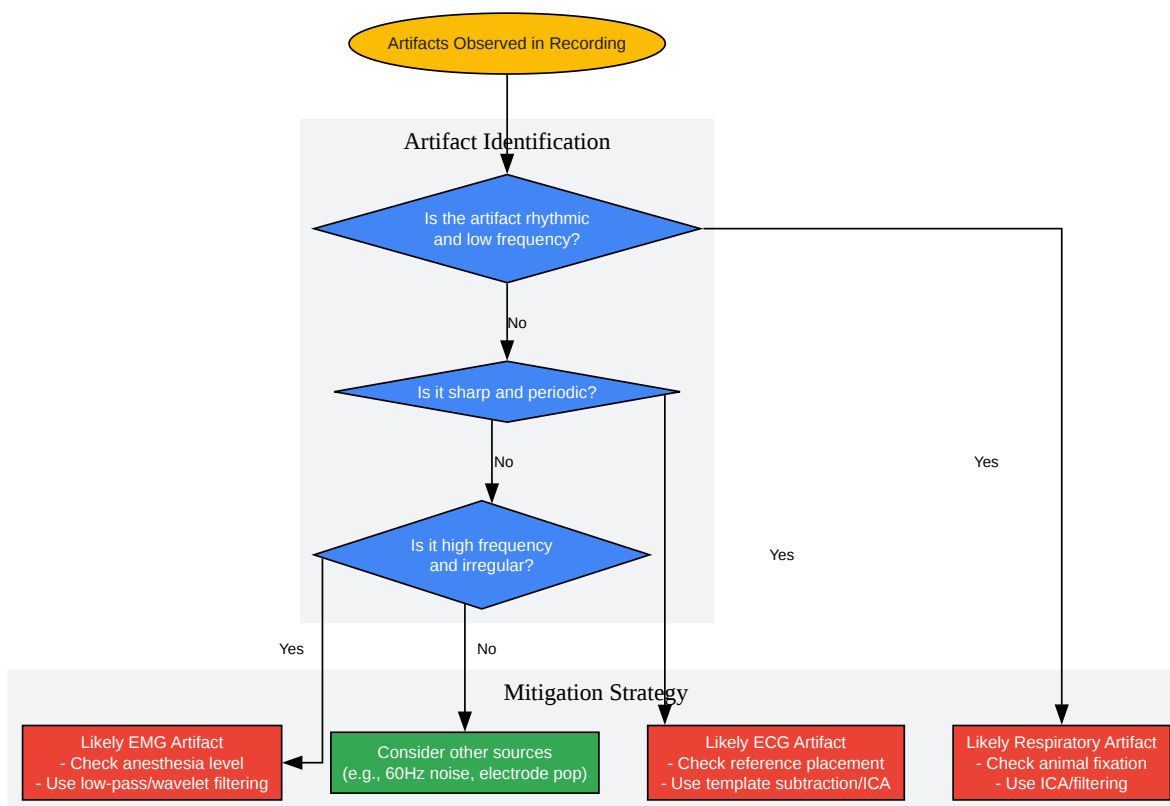 Artifacts Observed in Recording
Artifact Identification
Is the artifact rhythmic
and low frequency?
No
Is it sharp and periodic?
No
Yes
Is it high frequency
and irregular?
Yes
Yes
No
Mitigation Strategy
Likely EMG Artifact
- Check anesthesia level
- Use low-pass/wavelet filtering
Consider other sources
(e.g., 60Hz noise, electrode pop)
Likely ECG Artifact
- Check reference placement
- Use template subtraction/ICA
Likely Respiratory Artifact
- Check animal fixation
- Use ICA/filtering